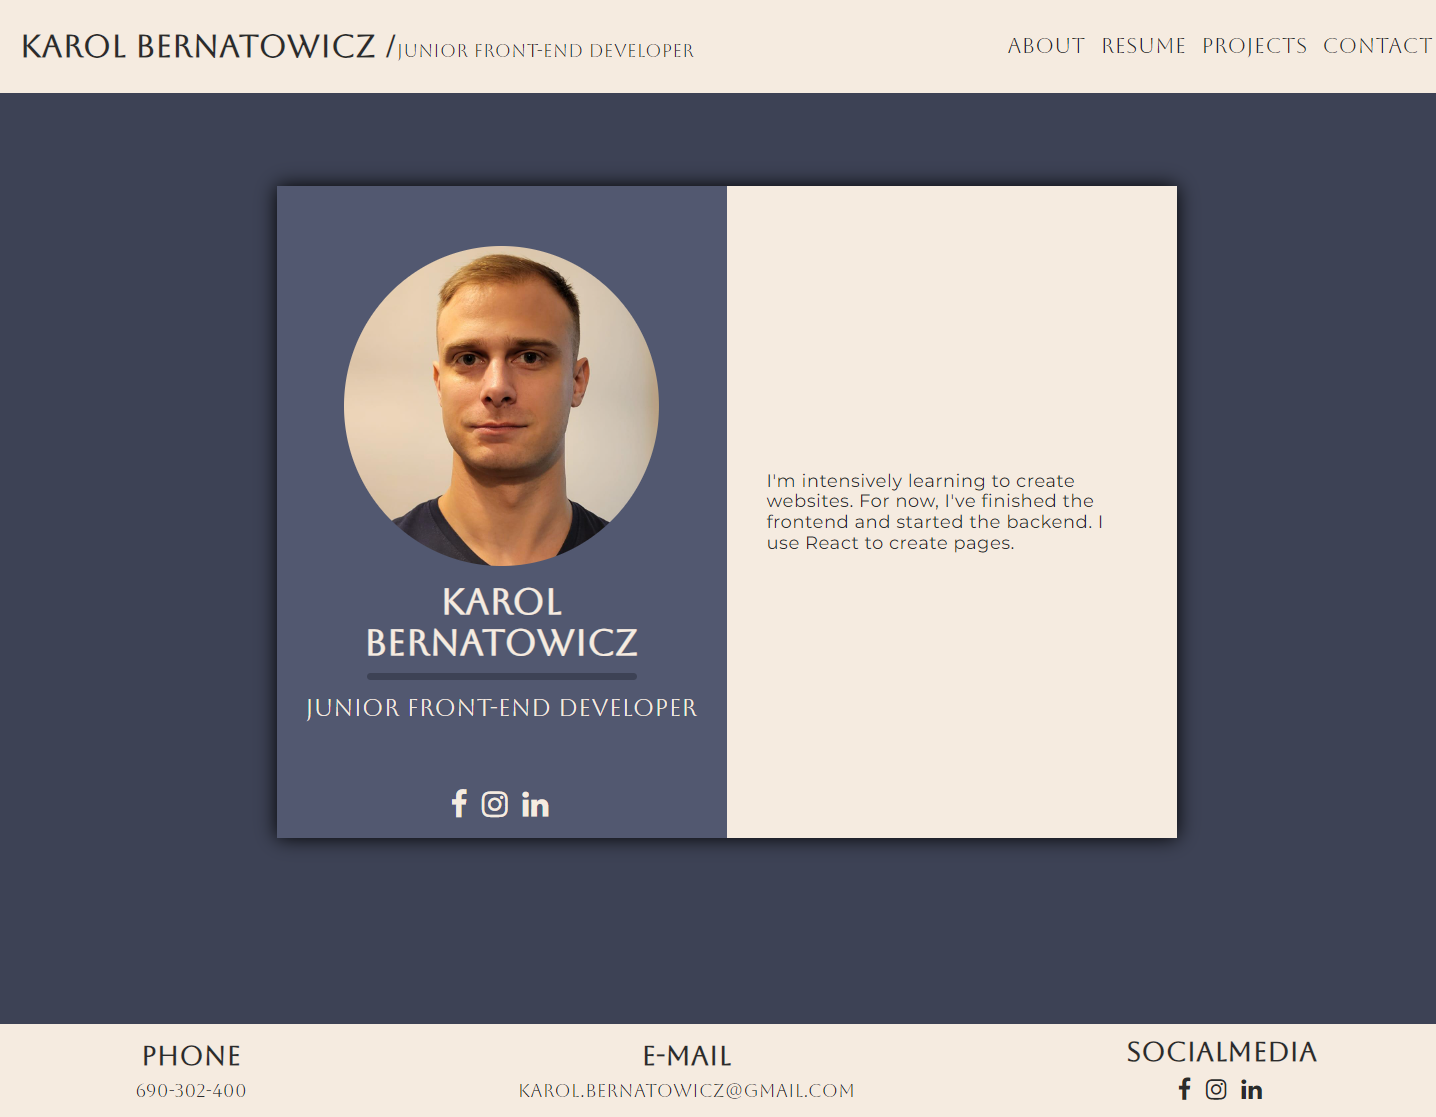 KAROL BERNATOWICZ /JUNIOR FRONT-END DEVELOPER
ABOUT RESUME PROJECTS CONTACT
KAROL
BERNATOWICZ
JUNIOR FRONT-END DEVELOPER
I'm intensively learning to create
websites. For now, I've finished the
frontend and started the backend. I
use React to create pages.
PHONE
690-302-400
E-MAIL
KAROL.BERNATOWICZ@GMAIL.COM
SOCIALMEDIA